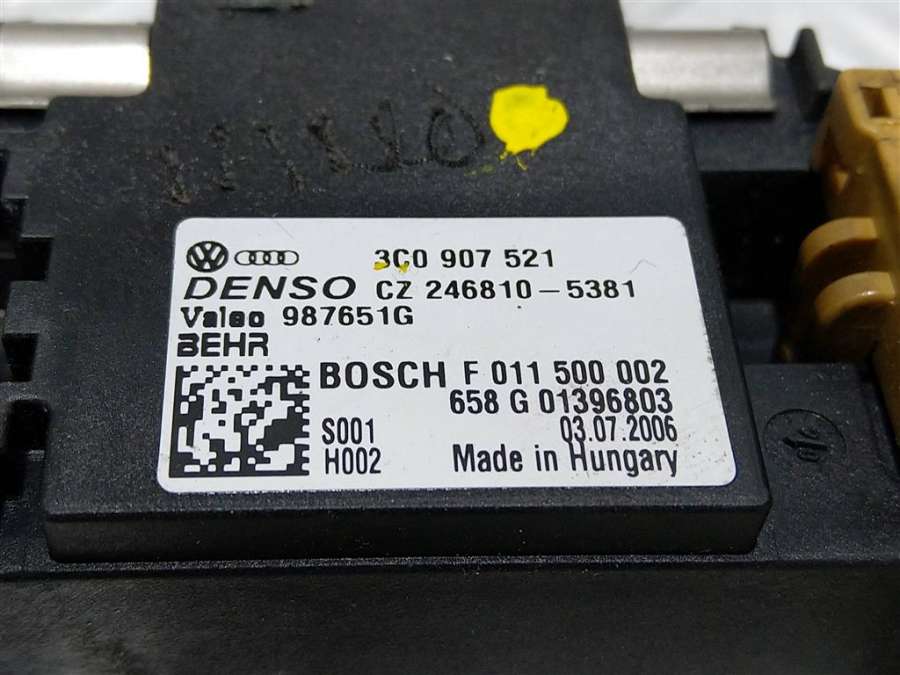 3C0 907 521
DENSO CZ 246810-5381
Valeo 987651G
BEHR
BOSCH F 011 500 002
658 G 01396803
S001 03.07.2006
H002 Made in Hungary